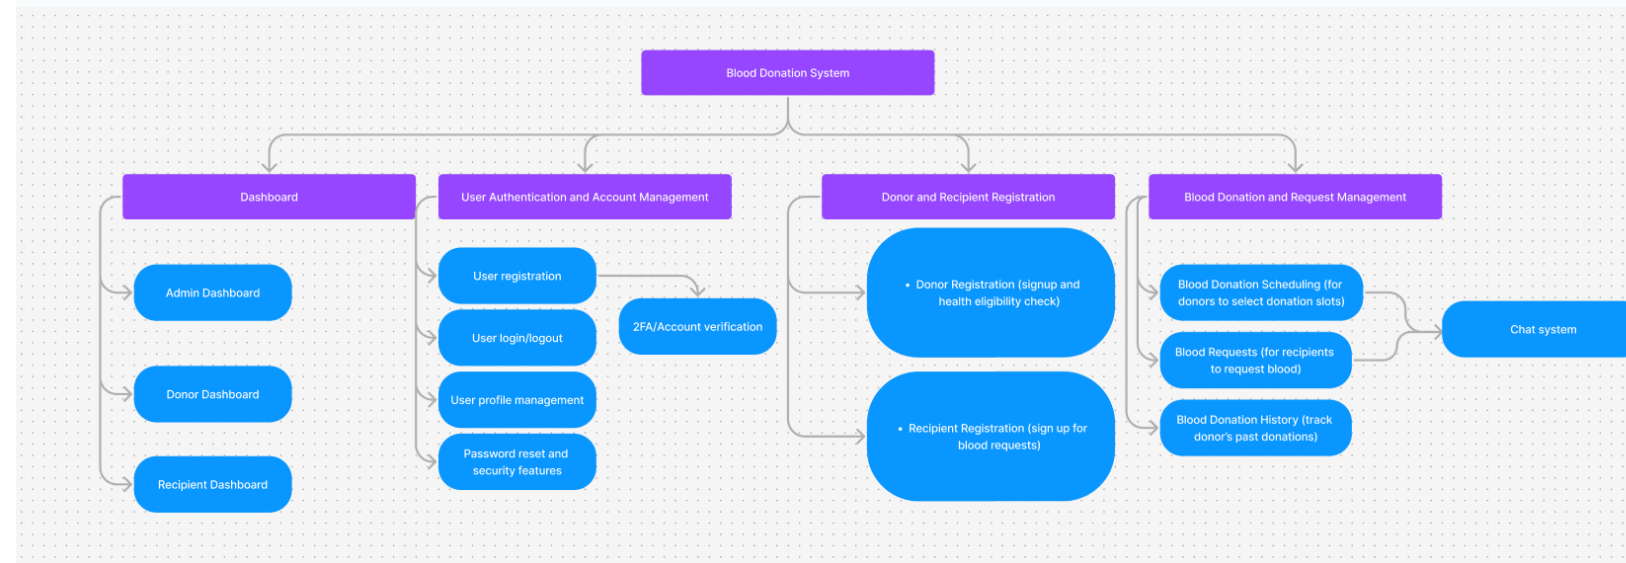 Blood Donation System
Dashboard
User Authentication and Account Management
Donor and Recipient Registration
Blood Donation and Request Management
Admin Dashboard
Donor Dashboard
Recipient Dashboard
User registration
2FA/Account verification
User login/logout
User profile management
Password reset and
security features
• Donor Registration (signup and
health eligibility check)
• Recipient Registration (sign up for
blood requests)
Blood Donation Scheduling (for
donors to select donation slots)
Blood Requests (for recipients
to request blood)
Blood Donation History (track
donor's past donations)
Chat system